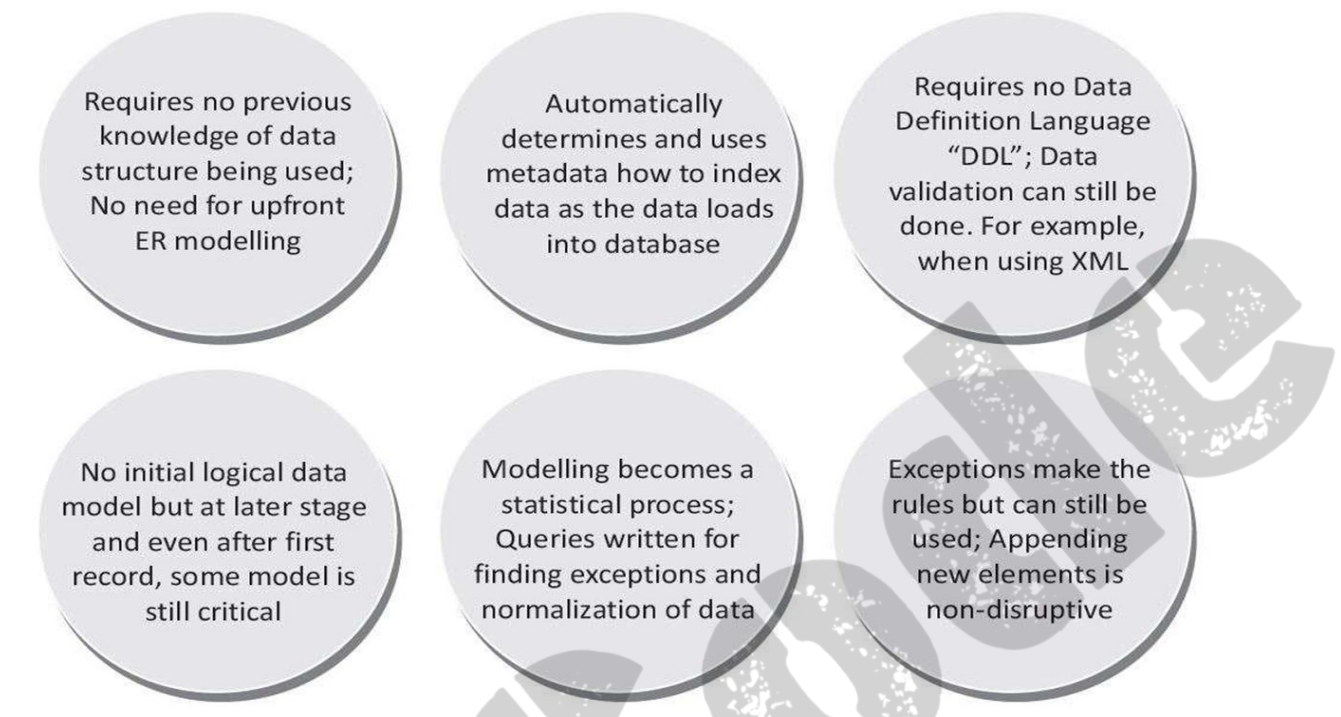 Requires no previous
knowledge of data
structure being used;
No need for upfront
ER modelling
Automatically
determines and uses
metadata how to index
data as the data loads
into database
Requires no Data
Definition Language
“DDL”; Data
validation can still be
done. For example,
when using XML
No initial logical data
model but at later stage
and even after first
record, some model is
still critical
Modelling becomes a
statistical process;
Queries written for
finding exceptions and
normalization of data
Exceptions make the
rules but can still be
used; Appending
new elements is
non-disruptive